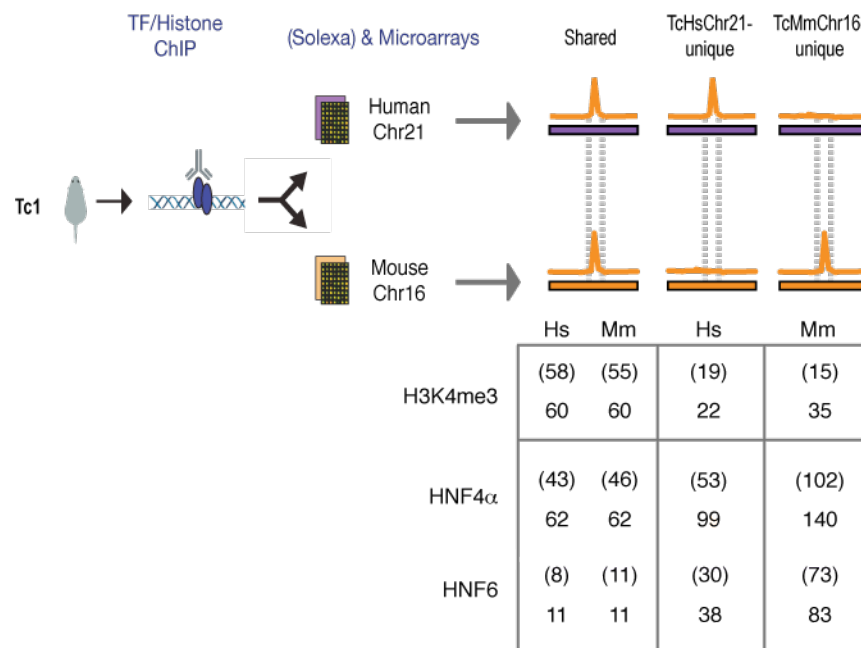 TF/Histone
ChIP
(Solexa) & Microarrays
Shared
TcHsChr21-
unique
TcMmChr16
unique
Human
Chr21
Tc1
Mouse
Chr16
Hs Mm Hs Mm
H3K4me3
(58) (55) (19) (15)
60 60 22 35
HNF4α
(43) (46) (53) (102)
62 62 99 140
HNF6
(8) (11) (30) (73)
11 11 38 83